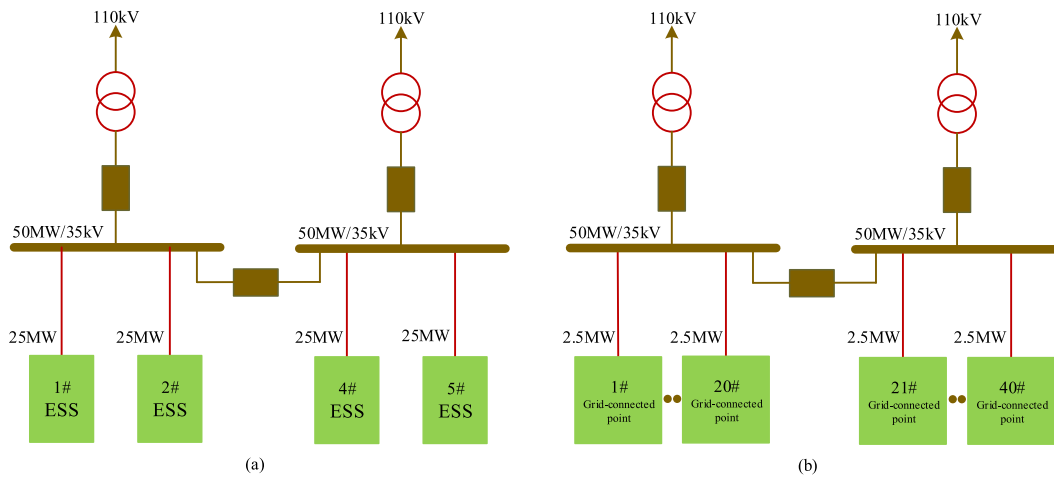 110kV
110kV
110kV
110kV
50MW/35kV
50MW/35kV
50MW/35kV
50MW/35kV
25MW
25MW
25MW
25MW
2.5MW
2.5MW
2.5MW
2.5MW
1#
ESS
2#
ESS
4#
ESS
5#
ESS
1#
Grid-connected
point
20#
Grid-connected
point
21#
Grid-connected
point
40#
Grid-connected
point
(a)
(b)